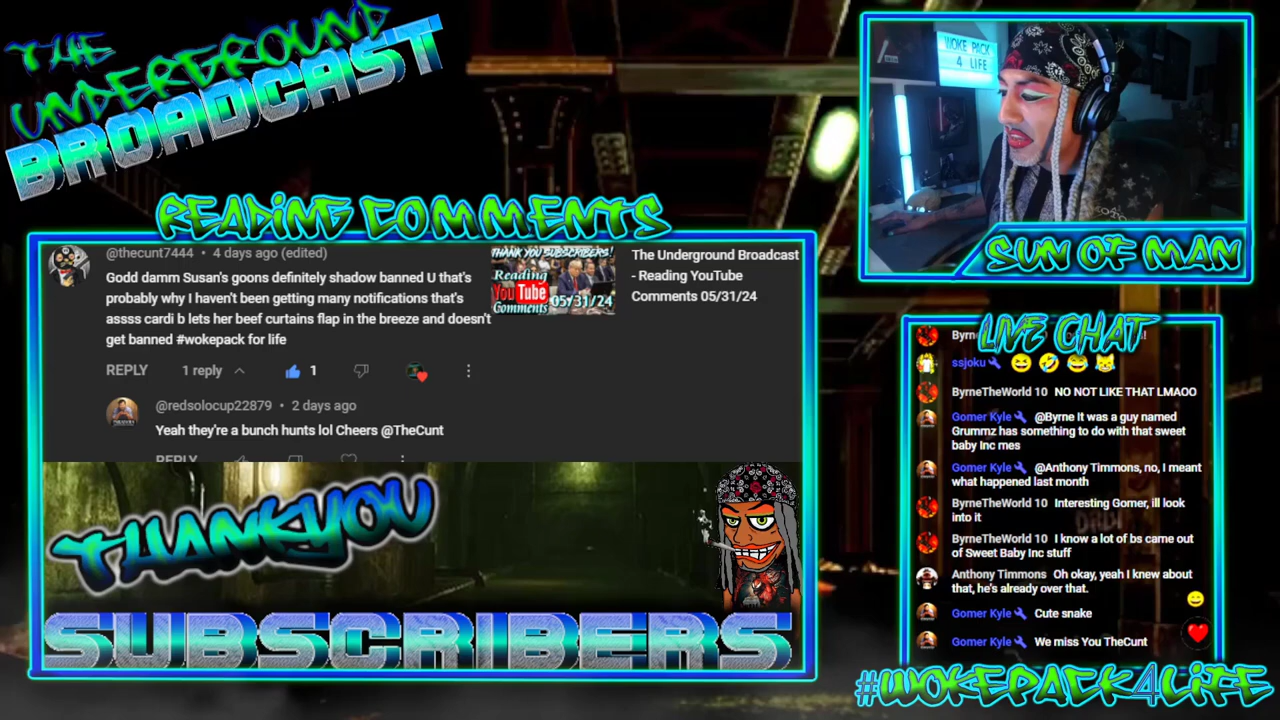 THE
UNDERGROUND
BROADCAST
WOKE PACK
4 LIFE
SUN OF MAN
READING COMMENTS
@thecunt7444 • 4 days ago (edited)
Godd damm Susan's goons definitely shadow banned U that's
probably why I haven't been getting many notifications that's
assss cardi b lets her beef curtains flap in the breeze and doesn't
get banned #wokepack for life
REPLY 1 reply 1
@redsolocup22879 • 2 days ago
Yeah they're a bunch hunts lol Cheers @TheCunt
REPLY
THANK YOU SUBSCRIBERS!
Reading
YouTube
Comments 05/31/24
The Underground Broadcast
- Reading YouTube
Comments 05/31/24
THANK YOU
SUBSCRIBERS
LIVE CHAT
ssjoku 😆 🤣 😂 😹
ByrneTheWorld 10 NO NOT LIKE THAT LMAOO
Gomer Kyle @Byrne It was a guy named
Grummz has something to do with that sweet
baby Inc mes
Gomer Kyle @Anthony Timmons, no, I meant
what happened last month
ByrneTheWorld 10 Interesting Gomer, ill look
into it
ByrneTheWorld 10 I know a lot of bs came out
of Sweet Baby Inc stuff
Anthony Timmons Oh okay, yeah I knew about
that, he's already over that.
Gomer Kyle Cute snake
Gomer Kyle We miss You TheCunt
#WOKEPACK4LIFE